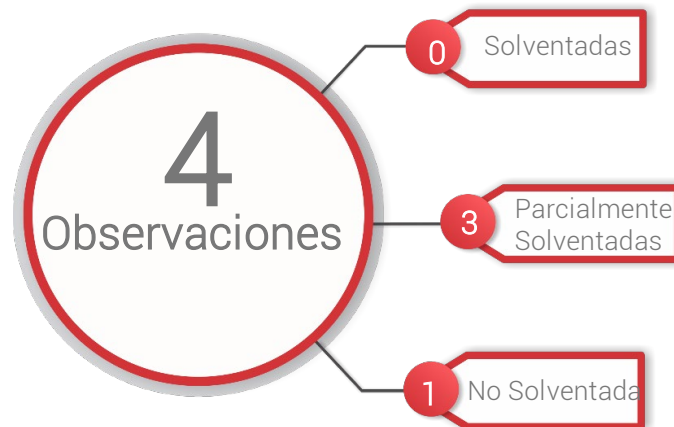 4
Observaciones
0
Solventadas
3
Parcialmente
Solventadas
1
No Solventada